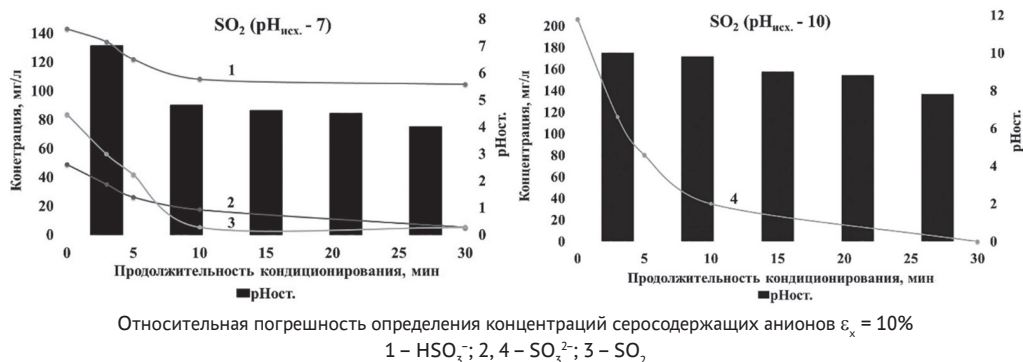 SO2 (pHисх. - 7)
Конетрация, мг/л
140
120
100
80
60
40
20
0
8
7
6
5
4
3
2
1
0
pHост.
1
2
3
0 5 10 15 20 25 30
Продолжительность кондиционирования, мин
pHост.
SO2 (pHисх. - 10)
Концентрация, мг/л
200
180
160
140
120
100
80
60
40
20
0
12
10
8
6
4
2
0
pHост.
4
0 5 10 15 20 25 30
Продолжительность кондиционирования, мин
pHост.
Относительная погрешность определения концентраций серосодержащих анионов εx = 10%
1 – HSO3–; 2, 4 – SO32–; 3 – SO2